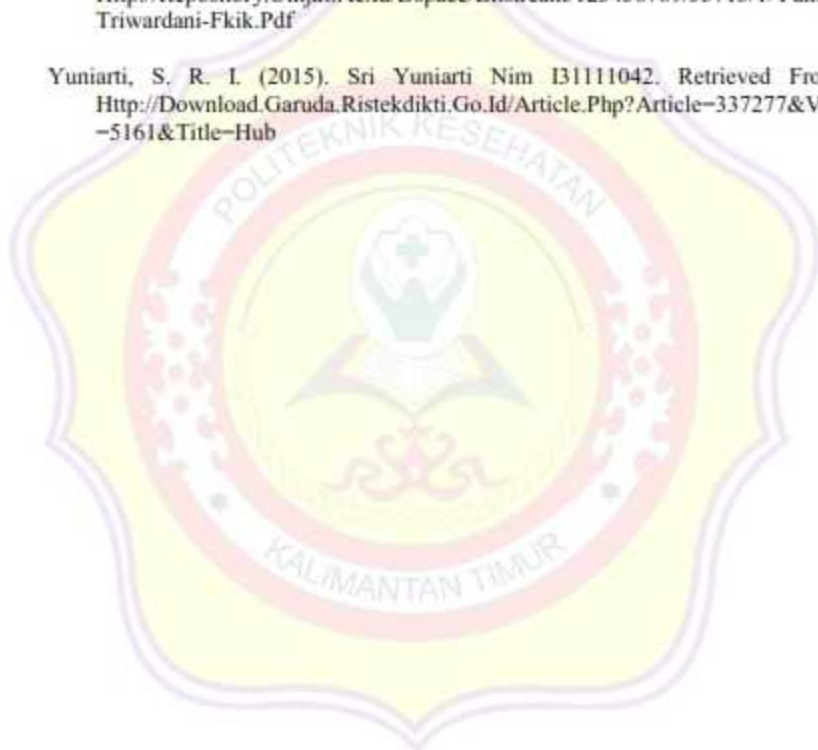 Triwardani-Fkik.Pdf
Yuniarti, S. R. I. (2015). Sri Yuniarti Nim I31111042. Retrieved Fro
Http://Download.Garuda.Ristekdikti.Go.Id/Article.Php?Article=337277&V
=5161&Title=Hub
POLITEKNIK KESEHATAN
KALIMANTAN TIMUR